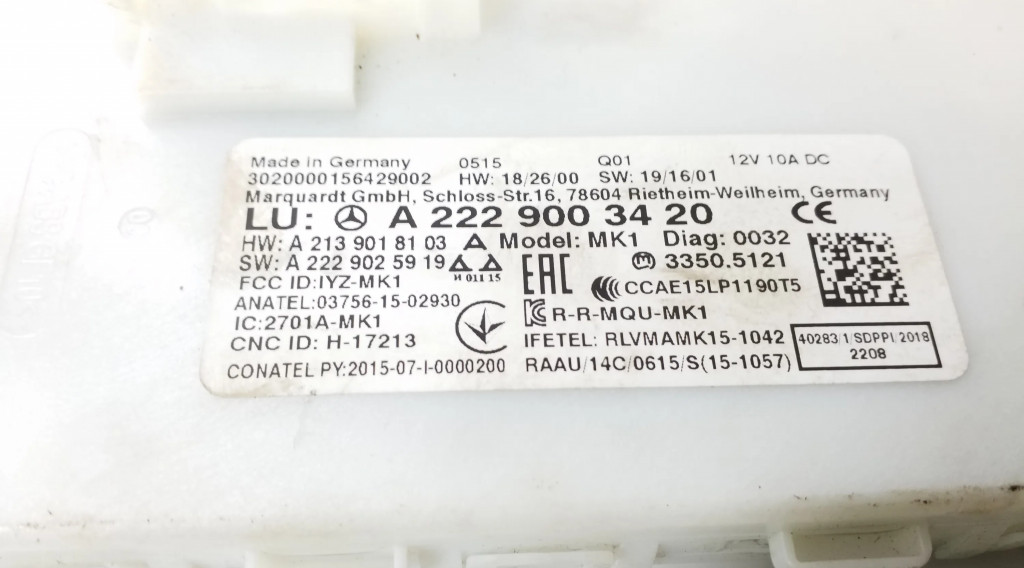 Made in Germany 0515 Q01 12V 10A DC
3020000156429002 HW: 18/26/00 SW: 19/16/01
Marquardt GmbH, Schloss-Str.16, 78604 Rietheim-Weilheim, Germany
LU: A 222 900 34 20 CE
HW: A 213 901 81 03 Model: MK1 Diag: 0032
SW: A 222 902 59 19 H 011 15 EAC 3350.5121
FCC ID:IYZ-MK1 CCAE15LP1190T5
ANATEL:03756-15-02930 R-R-MQU-MK1
IC:2701A-MK1
CNC ID: H-17213 IFETEL: RLVMAMK15-1042 40283/1/SDPPI/2018
2208
CONATEL PY:2015-07-I-0000200 RAAU/14C/0615/S(15-1057)